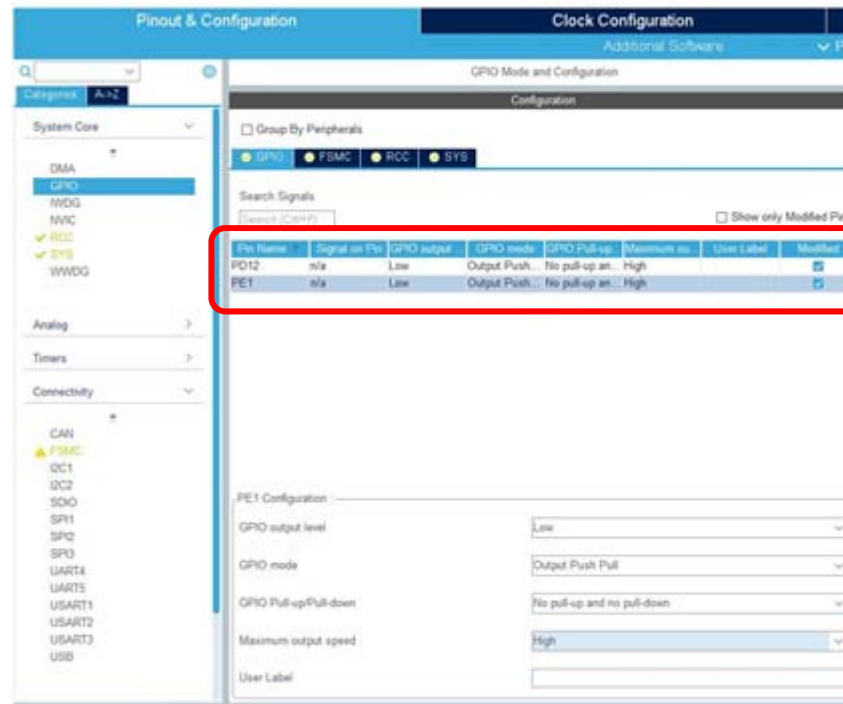 Pinout & Configuration
Clock Configuration
Additional Software
GPIO Mode and Configuration
Categories A->Z
Configuration
System Core
Group By Peripherals
GPIO FSMC RCC SYS
DMA
GPIO
IWDG
NVIC
RCC
SYS
WWDG
Search Signals
Search (Ctrl+F)
Show only Modified Pin
Pin Name Signal on Pin GPIO output... GPIO mode GPIO Pull-up... Maximum ou... User Label Modified
PD12 n/a Low Output Push... No pull-up an... High
PE1 n/a Low Output Push... No pull-up an... High
Analog
Timers
Connectivity
CAN
FSMC
I2C1
I2C2
SDIO
SPI1
SPI2
SPI3
UART4
UART5
USART1
USART2
USART3
USB
PE1 Configuration
GPIO output level Low
GPIO mode Output Push Pull
GPIO Pull-up/Pull-down No pull-up and no pull-down
Maximum output speed High
User Label